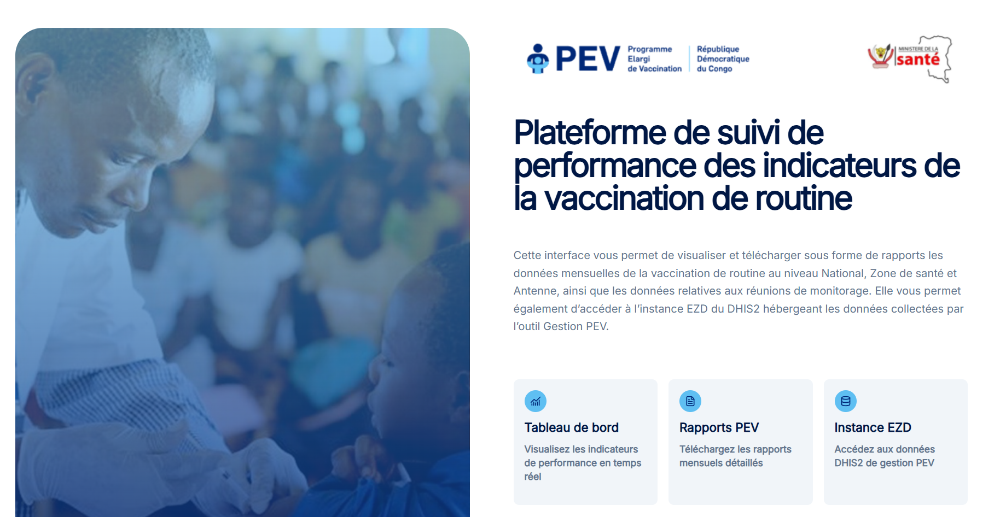 PEV
Programme
Elargi
de Vaccination
République
Démocratique
du Congo
MINISTERE DE LA
santé
Plateforme de suivi de
performance des indicateurs de
la vaccination de routine
Cette interface vous permet de visualiser et télécharger sous forme de rapports les
données mensuelles de la vaccination de routine au niveau National, Zone de santé et
Antenne, ainsi que les données relatives aux réunions de monitorage. Elle vous permet
également d’accéder à l’instance EZD du DHIS2 hébergeant les données collectées par
l’outil Gestion PEV.
Tableau de bord
Visualisez les indicateurs
de performance en temps
réel
Rapports PEV
Téléchargez les rapports
mensuels détaillés
Instance EZD
Accédez aux données
DHIS2 de gestion PEV